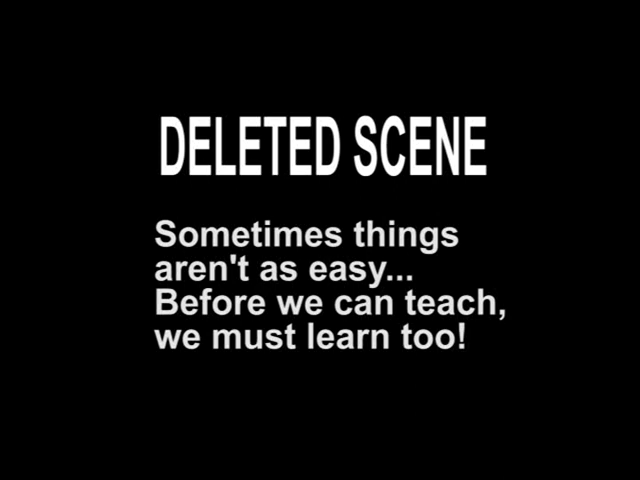 DELETED SCENE
Sometimes things
aren't as easy...
Before we can teach,
we must learn too!